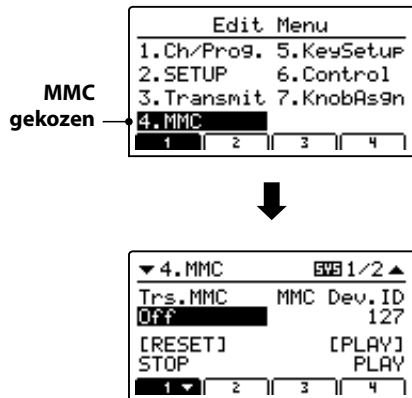 Edit Menu
1.Ch/Prog. 5.KeySetup
2.SETUP 6.Control
3.Transmit 7.KnobAsgn
4.MMC
1 2 3 4
MMC
gekozen
▼4.MMC SYS 1/2▲
Trs.MMC MMC Dev.ID
Off 127
[RESET] [PLAY]
STOP PLAY
1▼ 2 3 4